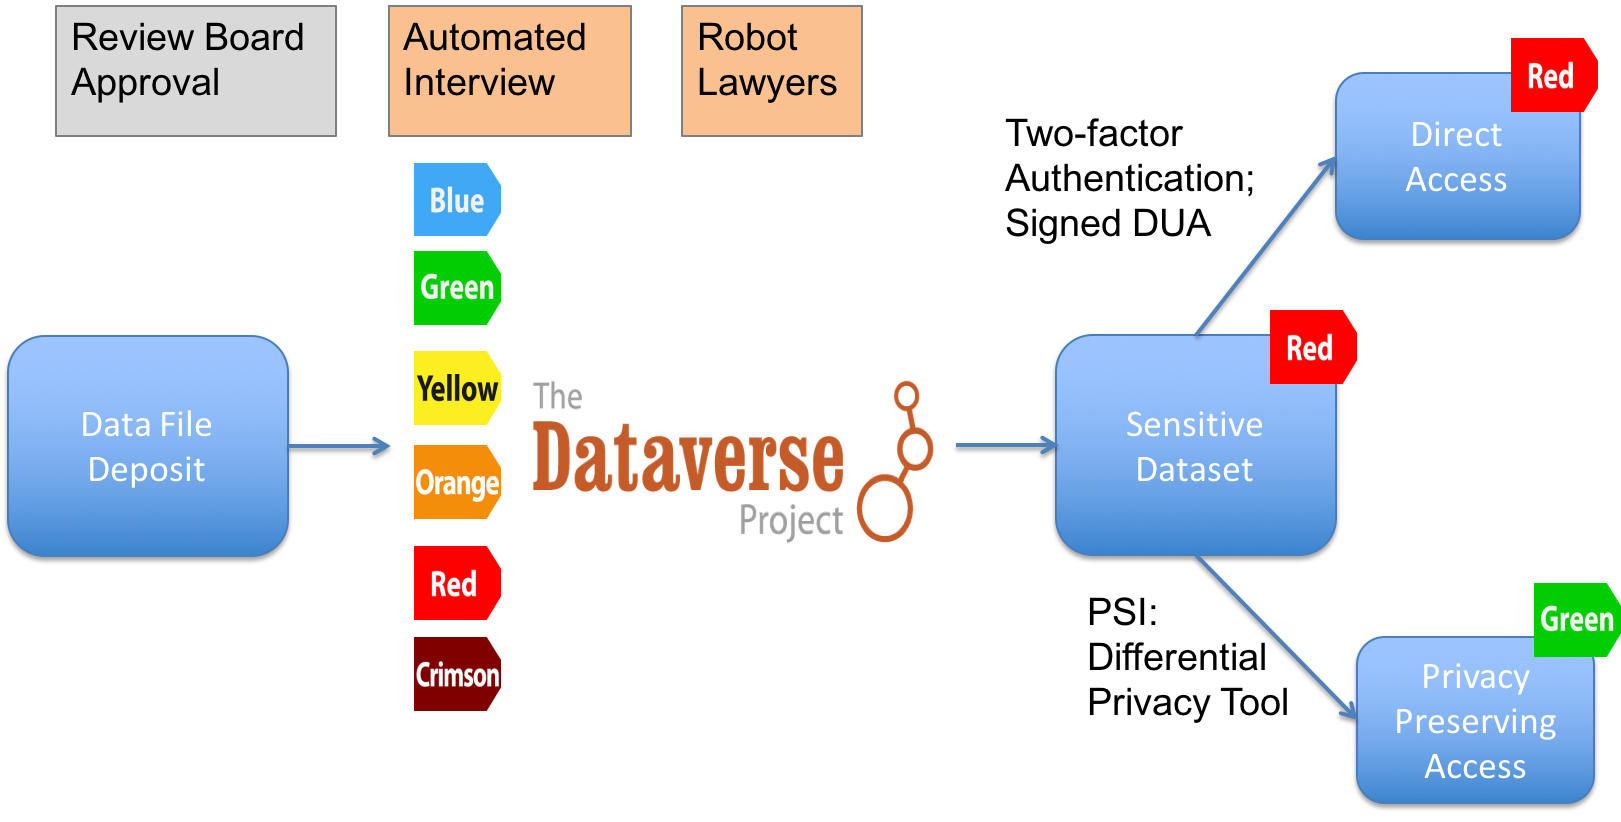 Review Board
Approval
Automated
Interview
Robot
Lawyers
Blue
Green
Yellow
Orange
Red
Crimson
Data File
Deposit
The
Dataverse
Project
Two-factor
Authentication;
Signed DUA
Red
Direct
Access
Red
Sensitive
Dataset
PSI:
Differential
Privacy Tool
Green
Privacy
Preserving
Access